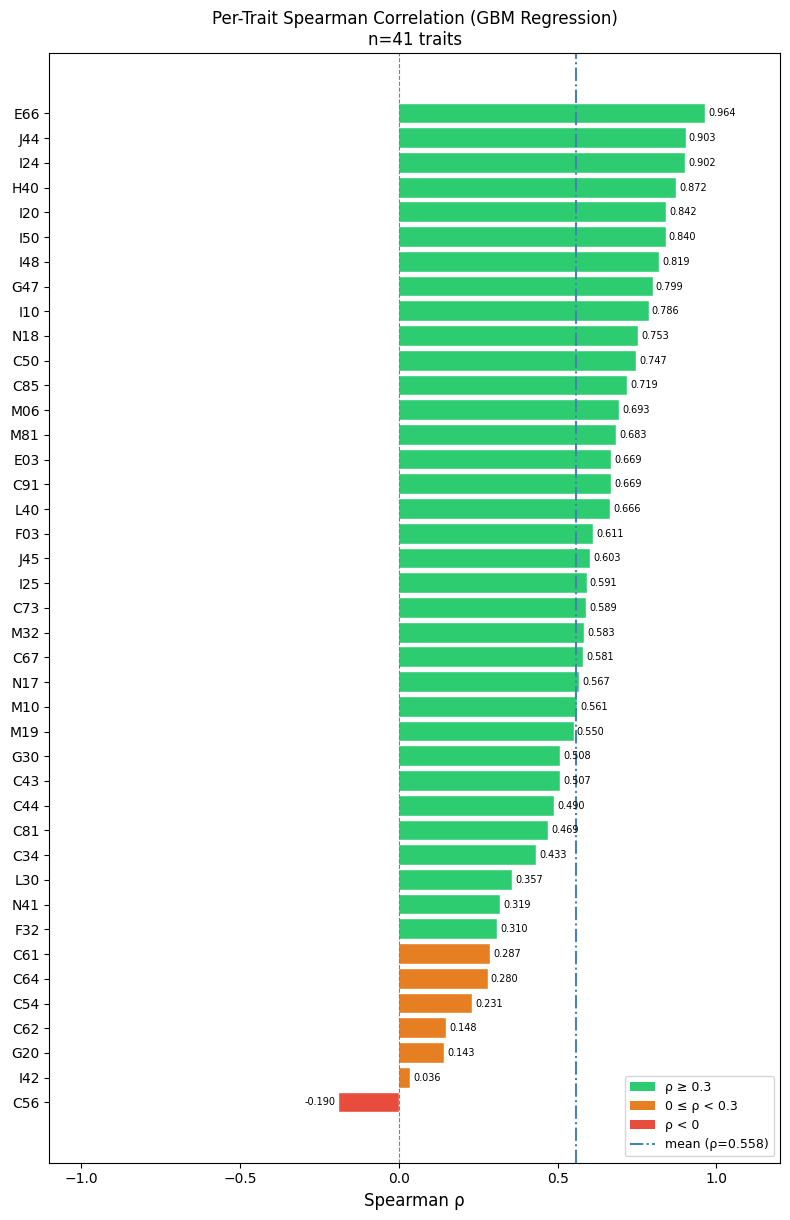 Per-Trait Spearman Correlation (GBM Regression)
n=41 traits
E66 0.964
J44 0.903
I24 0.902
H40 0.872
I20 0.842
I50 0.840
I48 0.819
G47 0.799
I10 0.786
N18 0.753
C50 0.747
C85 0.719
M06 0.693
M81 0.683
E03 0.669
C91 0.669
L40 0.666
F03 0.611
J45 0.603
I25 0.591
C73 0.589
M32 0.583
C67 0.581
N17 0.567
M10 0.561
M19 0.550
G30 0.508
C43 0.507
C44 0.490
C81 0.469
C34 0.433
L30 0.357
N41 0.319
F32 0.310
C61 0.287
C64 0.280
C54 0.231
C62 0.148
G20 0.143
I42 0.036
C56 -0.190
ρ ≥ 0.3
0 ≤ ρ < 0.3
ρ < 0
mean (ρ=0.558)
−1.0 −0.5 0.0 0.5 1.0
Spearman ρ